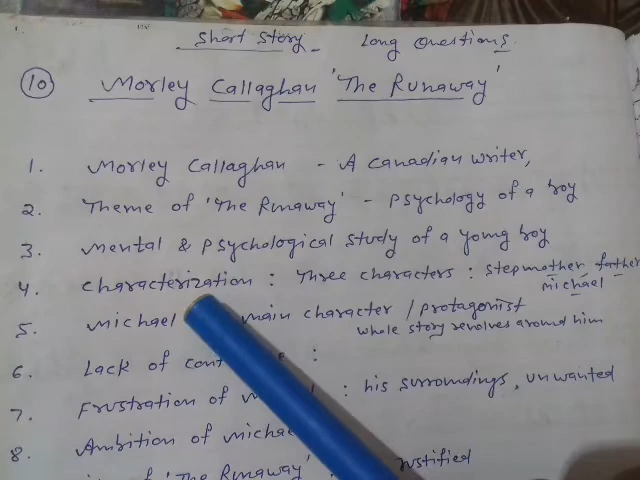 Short Story Long Questions
10 Morley Callaghan 'The Runaway'
1. Morley Callaghan - A Canadian writer,
2. Theme of 'The Runaway' - Psychology of a boy
3. Mental & Psychological study of a young boy
4. Characterization : Three characters : stepmother, father
michael
5. Michael main character / protagonist
whole story revolves around him
6. Lack of :
7. Frustration of : his surroundings, unwanted
8. Ambition of
of 'The Runaway'